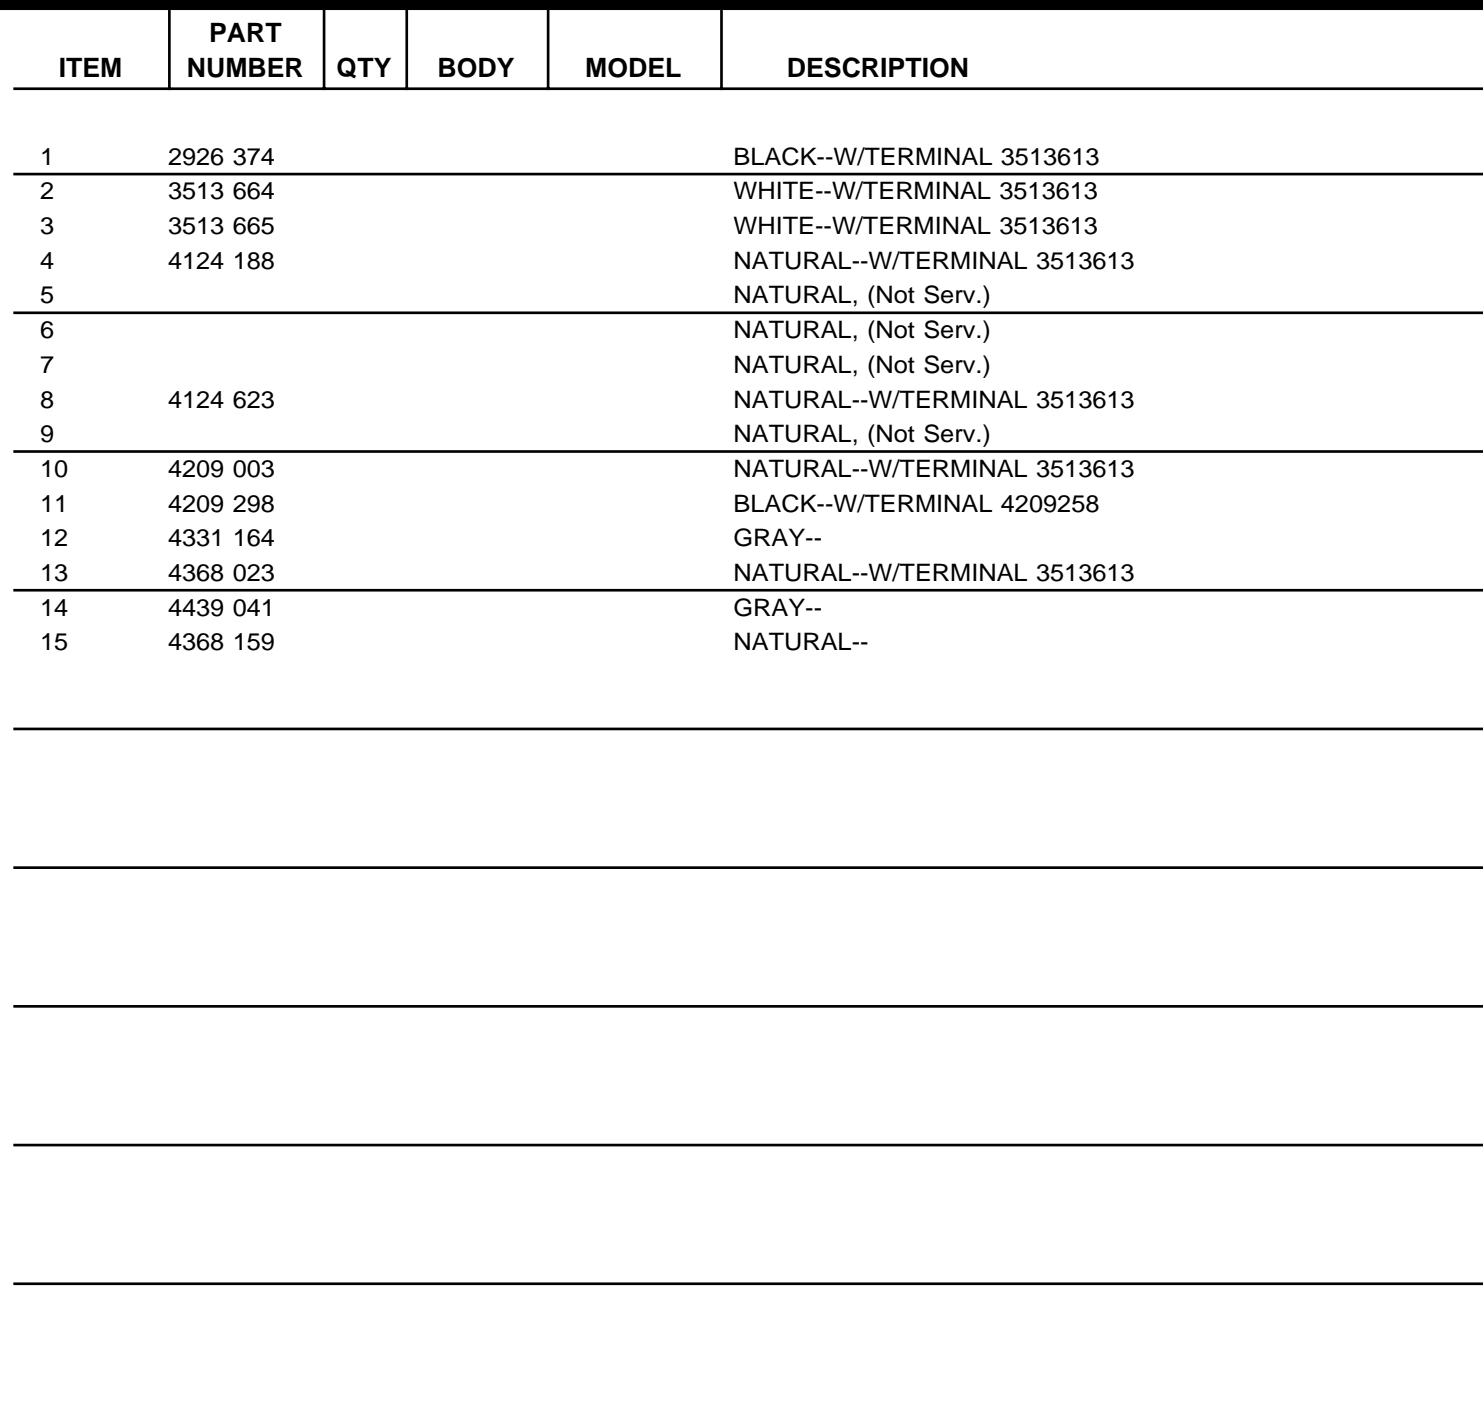 PART
ITEM NUMBER QTY BODY MODEL DESCRIPTION
1 2926 374 BLACK--W/TERMINAL 3513613
2 3513 664 WHITE--W/TERMINAL 3513613
3 3513 665 WHITE--W/TERMINAL 3513613
4 4124 188 NATURAL--W/TERMINAL 3513613
5 NATURAL, (Not Serv.)
6 NATURAL, (Not Serv.)
7 NATURAL, (Not Serv.)
8 4124 623 NATURAL--W/TERMINAL 3513613
9 NATURAL, (Not Serv.)
10 4209 003 NATURAL--W/TERMINAL 3513613
11 4209 298 BLACK--W/TERMINAL 4209258
12 4331 164 GRAY--
13 4368 023 NATURAL--W/TERMINAL 3513613
14 4439 041 GRAY--
15 4368 159 NATURAL--